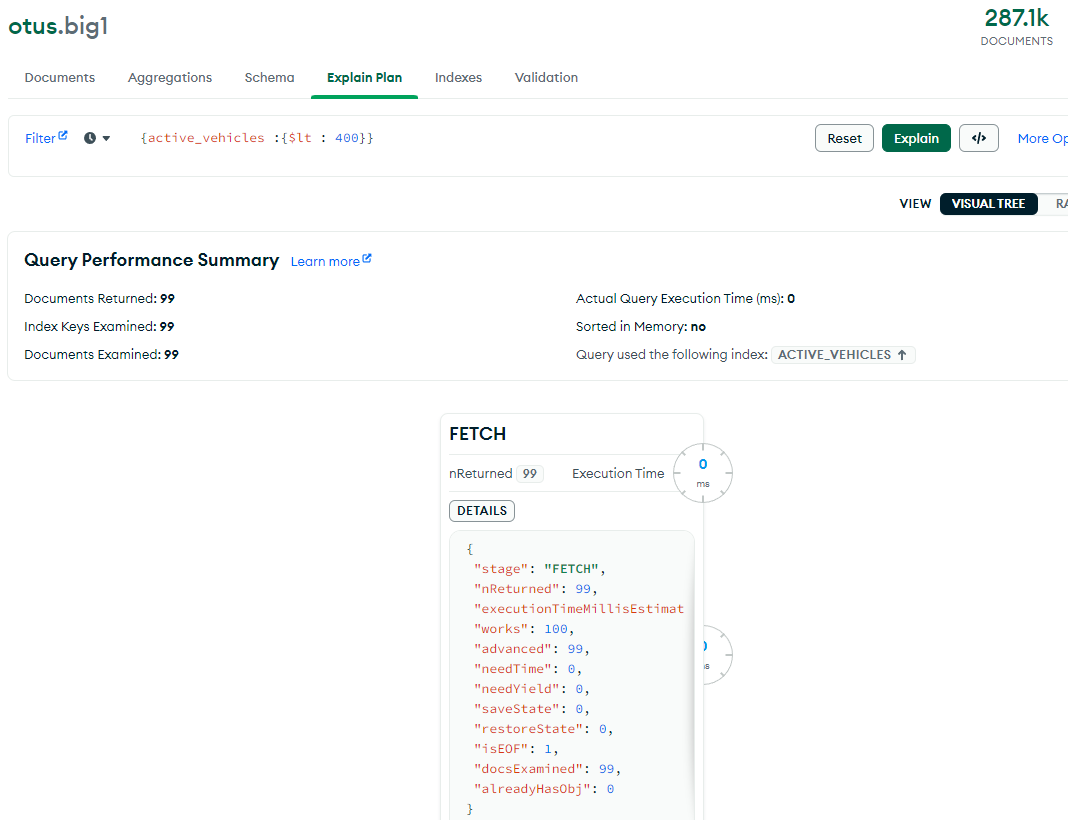 otus.big1
287.1k
DOCUMENTS
Documents Aggregations Schema Explain Plan Indexes Validation
Filter {active_vehicles :{$lt : 400}} Reset Explain </> More Op
VIEW VISUAL TREE RA
Query Performance Summary Learn more
Documents Returned: 99 Actual Query Execution Time (ms): 0
Index Keys Examined: 99 Sorted in Memory: no
Documents Examined: 99 Query used the following index: ACTIVE_VEHICLES ↑
FETCH
nReturned 99 Execution Time 0 ms
DETAILS
{
"stage": "FETCH",
"nReturned": 99,
"executionTimeMillisEstimat
"works": 100,
"advanced": 99,
"needTime": 0,
"needYield": 0,
"saveState": 0,
"restoreState": 0,
"isEOF": 1,
"docsExamined": 99,
"alreadyHasObj": 0
}